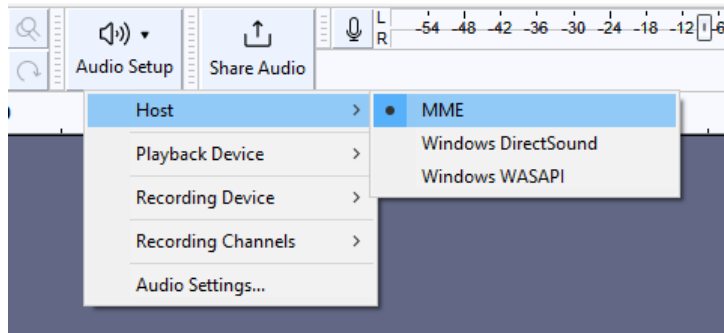 L
R
-54 -48 -42 -36 -30 -24 -18 -12 -6
Audio Setup
Share Audio
Host
MME
Windows DirectSound
Windows WASAPI
Playback Device
Recording Device
Recording Channels
Audio Settings...